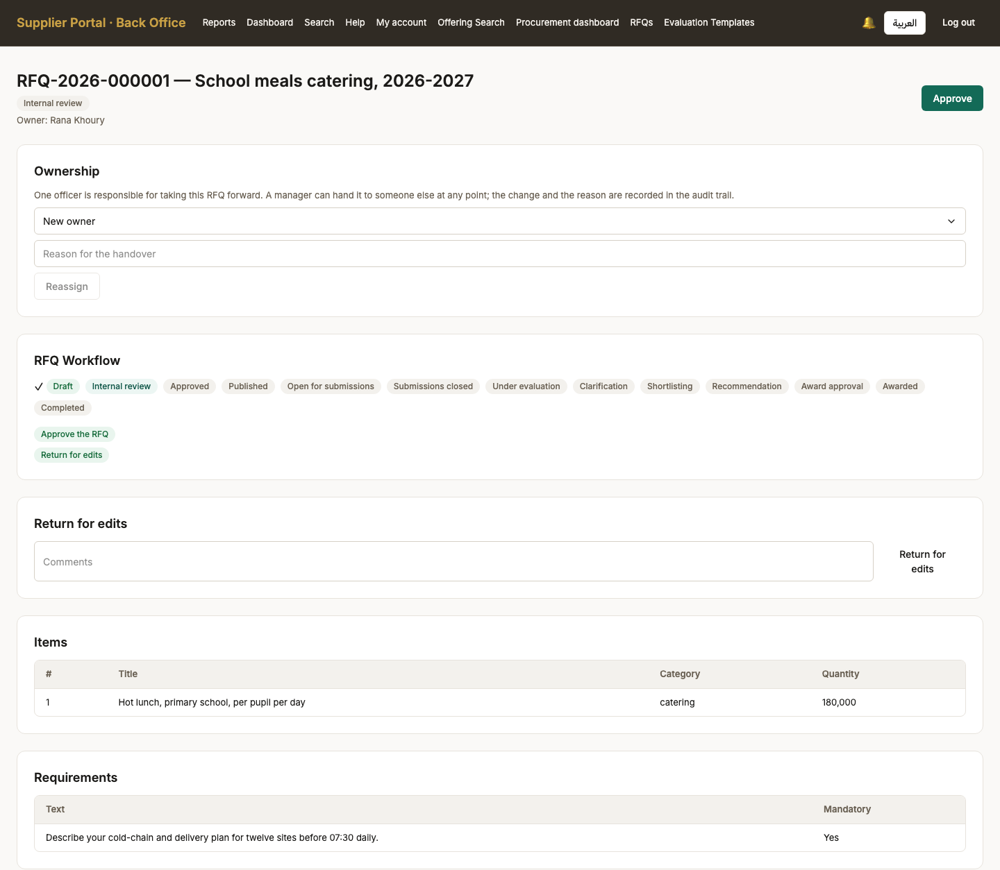 Supplier Portal · Back Office Reports Dashboard Search Help My account Offering Search Procurement dashboard RFQs Evaluation Templates العربية Log out
RFQ-2026-000001 — School meals catering, 2026-2027
Internal review
Owner: Rana Khoury
Approve
Ownership
One officer is responsible for taking this RFQ forward. A manager can hand it to someone else at any point; the change and the reason are recorded in the audit trail.
New owner
Reason for the handover
Reassign
RFQ Workflow
Draft Internal review Approved Published Open for submissions Submissions closed Under evaluation Clarification Shortlisting Recommendation Award approval Awarded
Completed
Approve the RFQ
Return for edits
Return for edits
Comments
Return for
edits
Items
# Title Category Quantity
1 Hot lunch, primary school, per pupil per day catering 180,000
Requirements
Text Mandatory
Describe your cold-chain and delivery plan for twelve sites before 07:30 daily. Yes